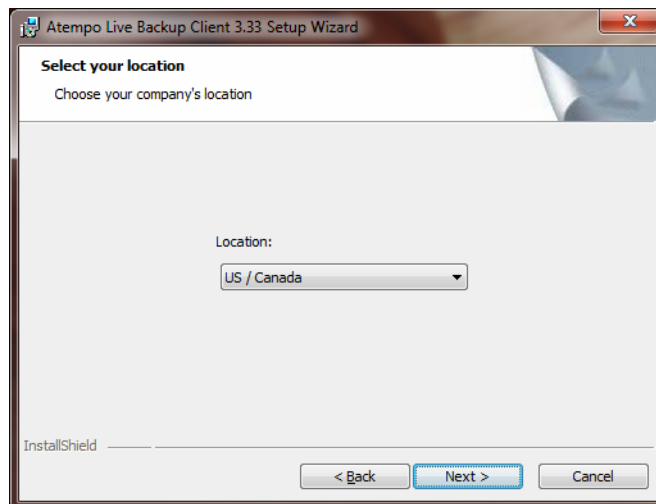 Atempo Live Backup Client 3.33 Setup Wizard
Select your location
Choose your company's location
Location:
US / Canada
InstallShield
< Back
Next >
Cancel